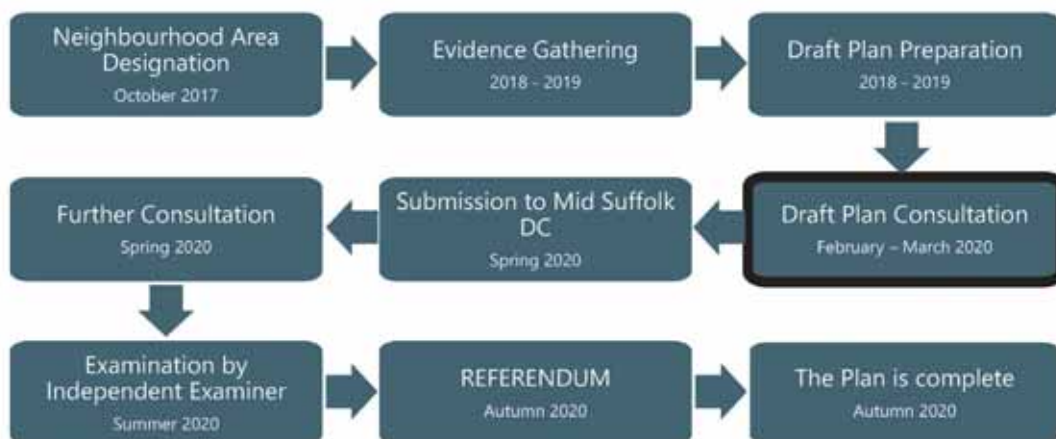 Neighbourhood Area
Designation
October 2017
Evidence Gathering
2018 - 2019
Draft Plan Preparation
2018 - 2019
Draft Plan Consultation
February – March 2020
Submission to Mid Suffolk
DC
Spring 2020
Further Consultation
Spring 2020
Examination by
Independent Examiner
Summer 2020
REFERENDUM
Autumn 2020
The Plan is complete
Autumn 2020